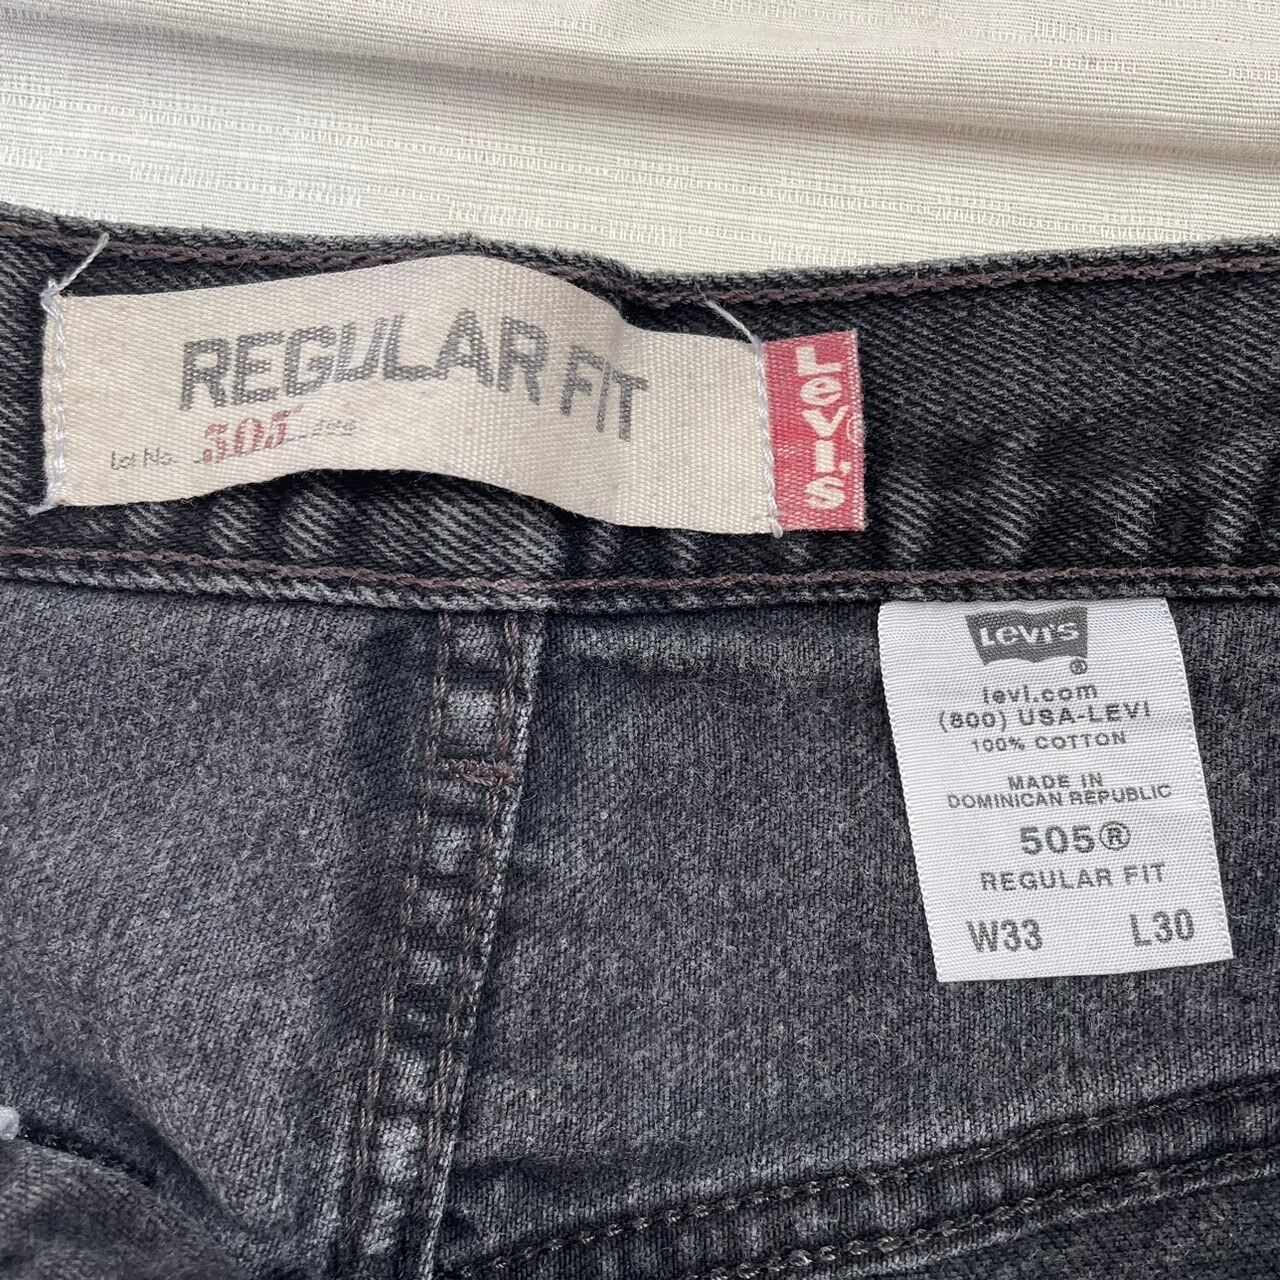 REGULAR FIT
Lot No. 505
Levi's
Levi's
®
levi.com
(800) USA-LEVI
100% COTTON
MADE IN
DOMINICAN REPUBLIC
505®
REGULAR FIT
W33 L30